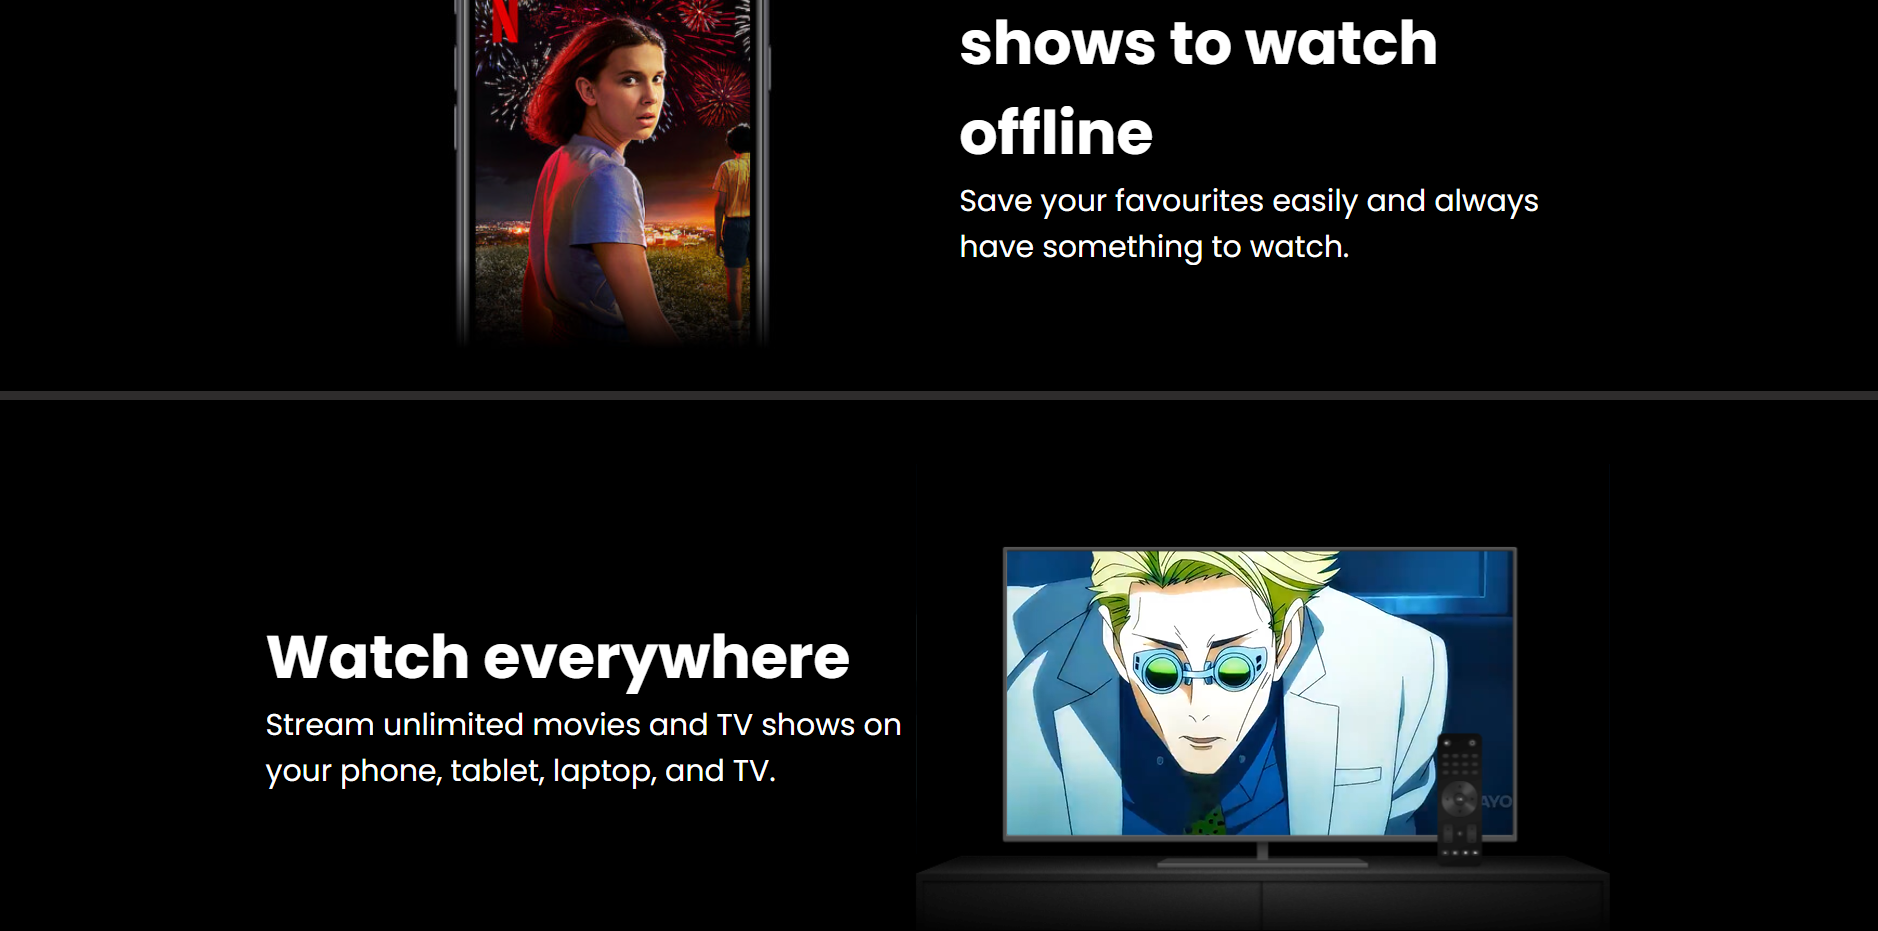 N
shows to watch
offline
Save your favourites easily and always
have something to watch.
Watch everywhere
Stream unlimited movies and TV shows on
your phone, tablet, laptop, and TV.
AYO